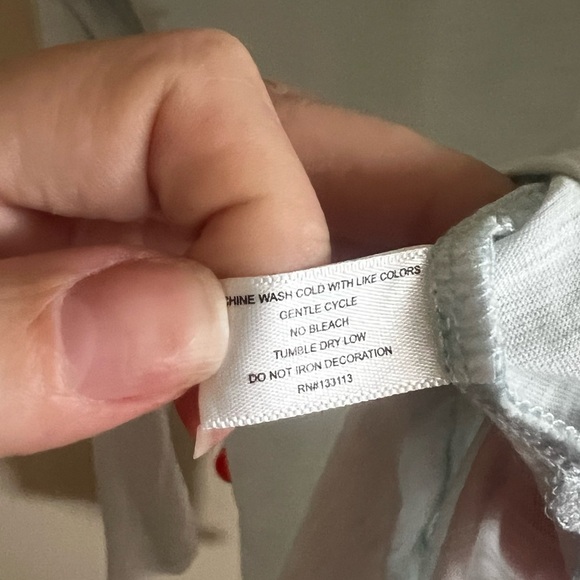 CHINE WASH COLD WITH LIKE COLORS
GENTLE CYCLE
NO BLEACH
TUMBLE DRY LOW
DO NOT IRON DECORATION
RN#133113